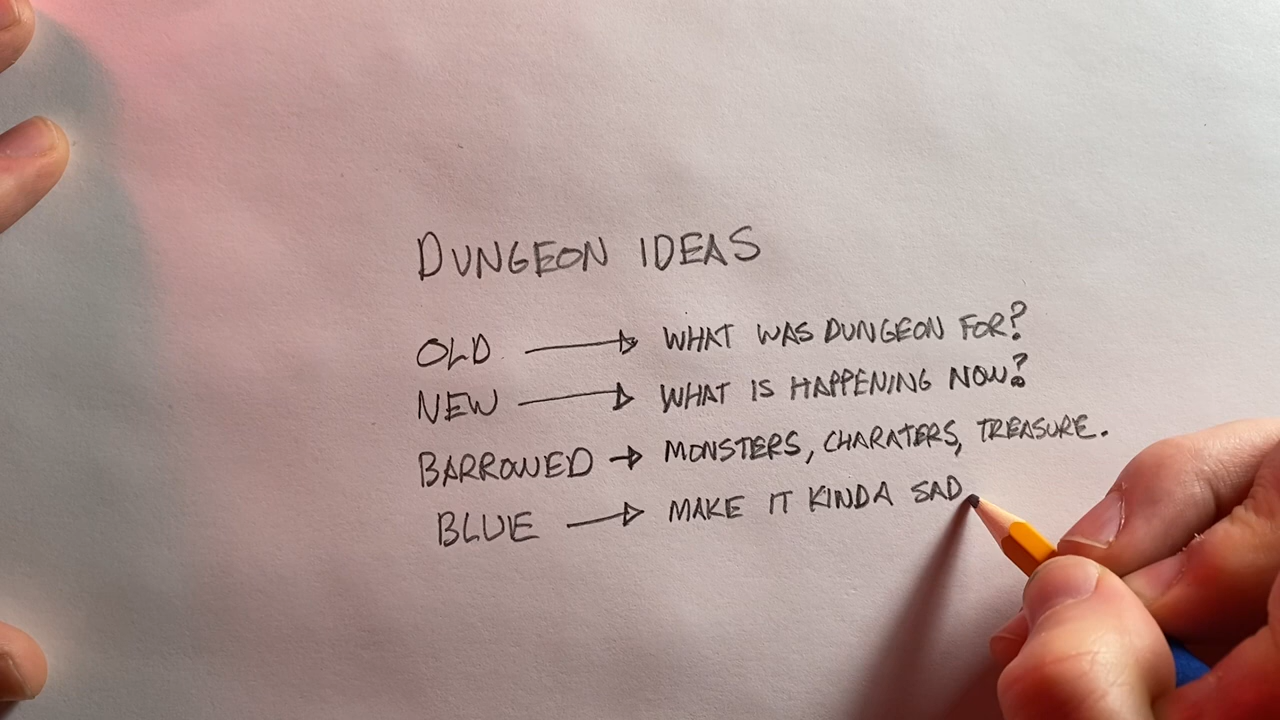 DUNGEON IDEAS
OLD → WHAT WAS DUNGEON FOR?
NEW → WHAT IS HAPPENING NOW?
BARROWED → MONSTERS, CHARATERS, TREASURE.
BLUE → MAKE IT KINDA SAD